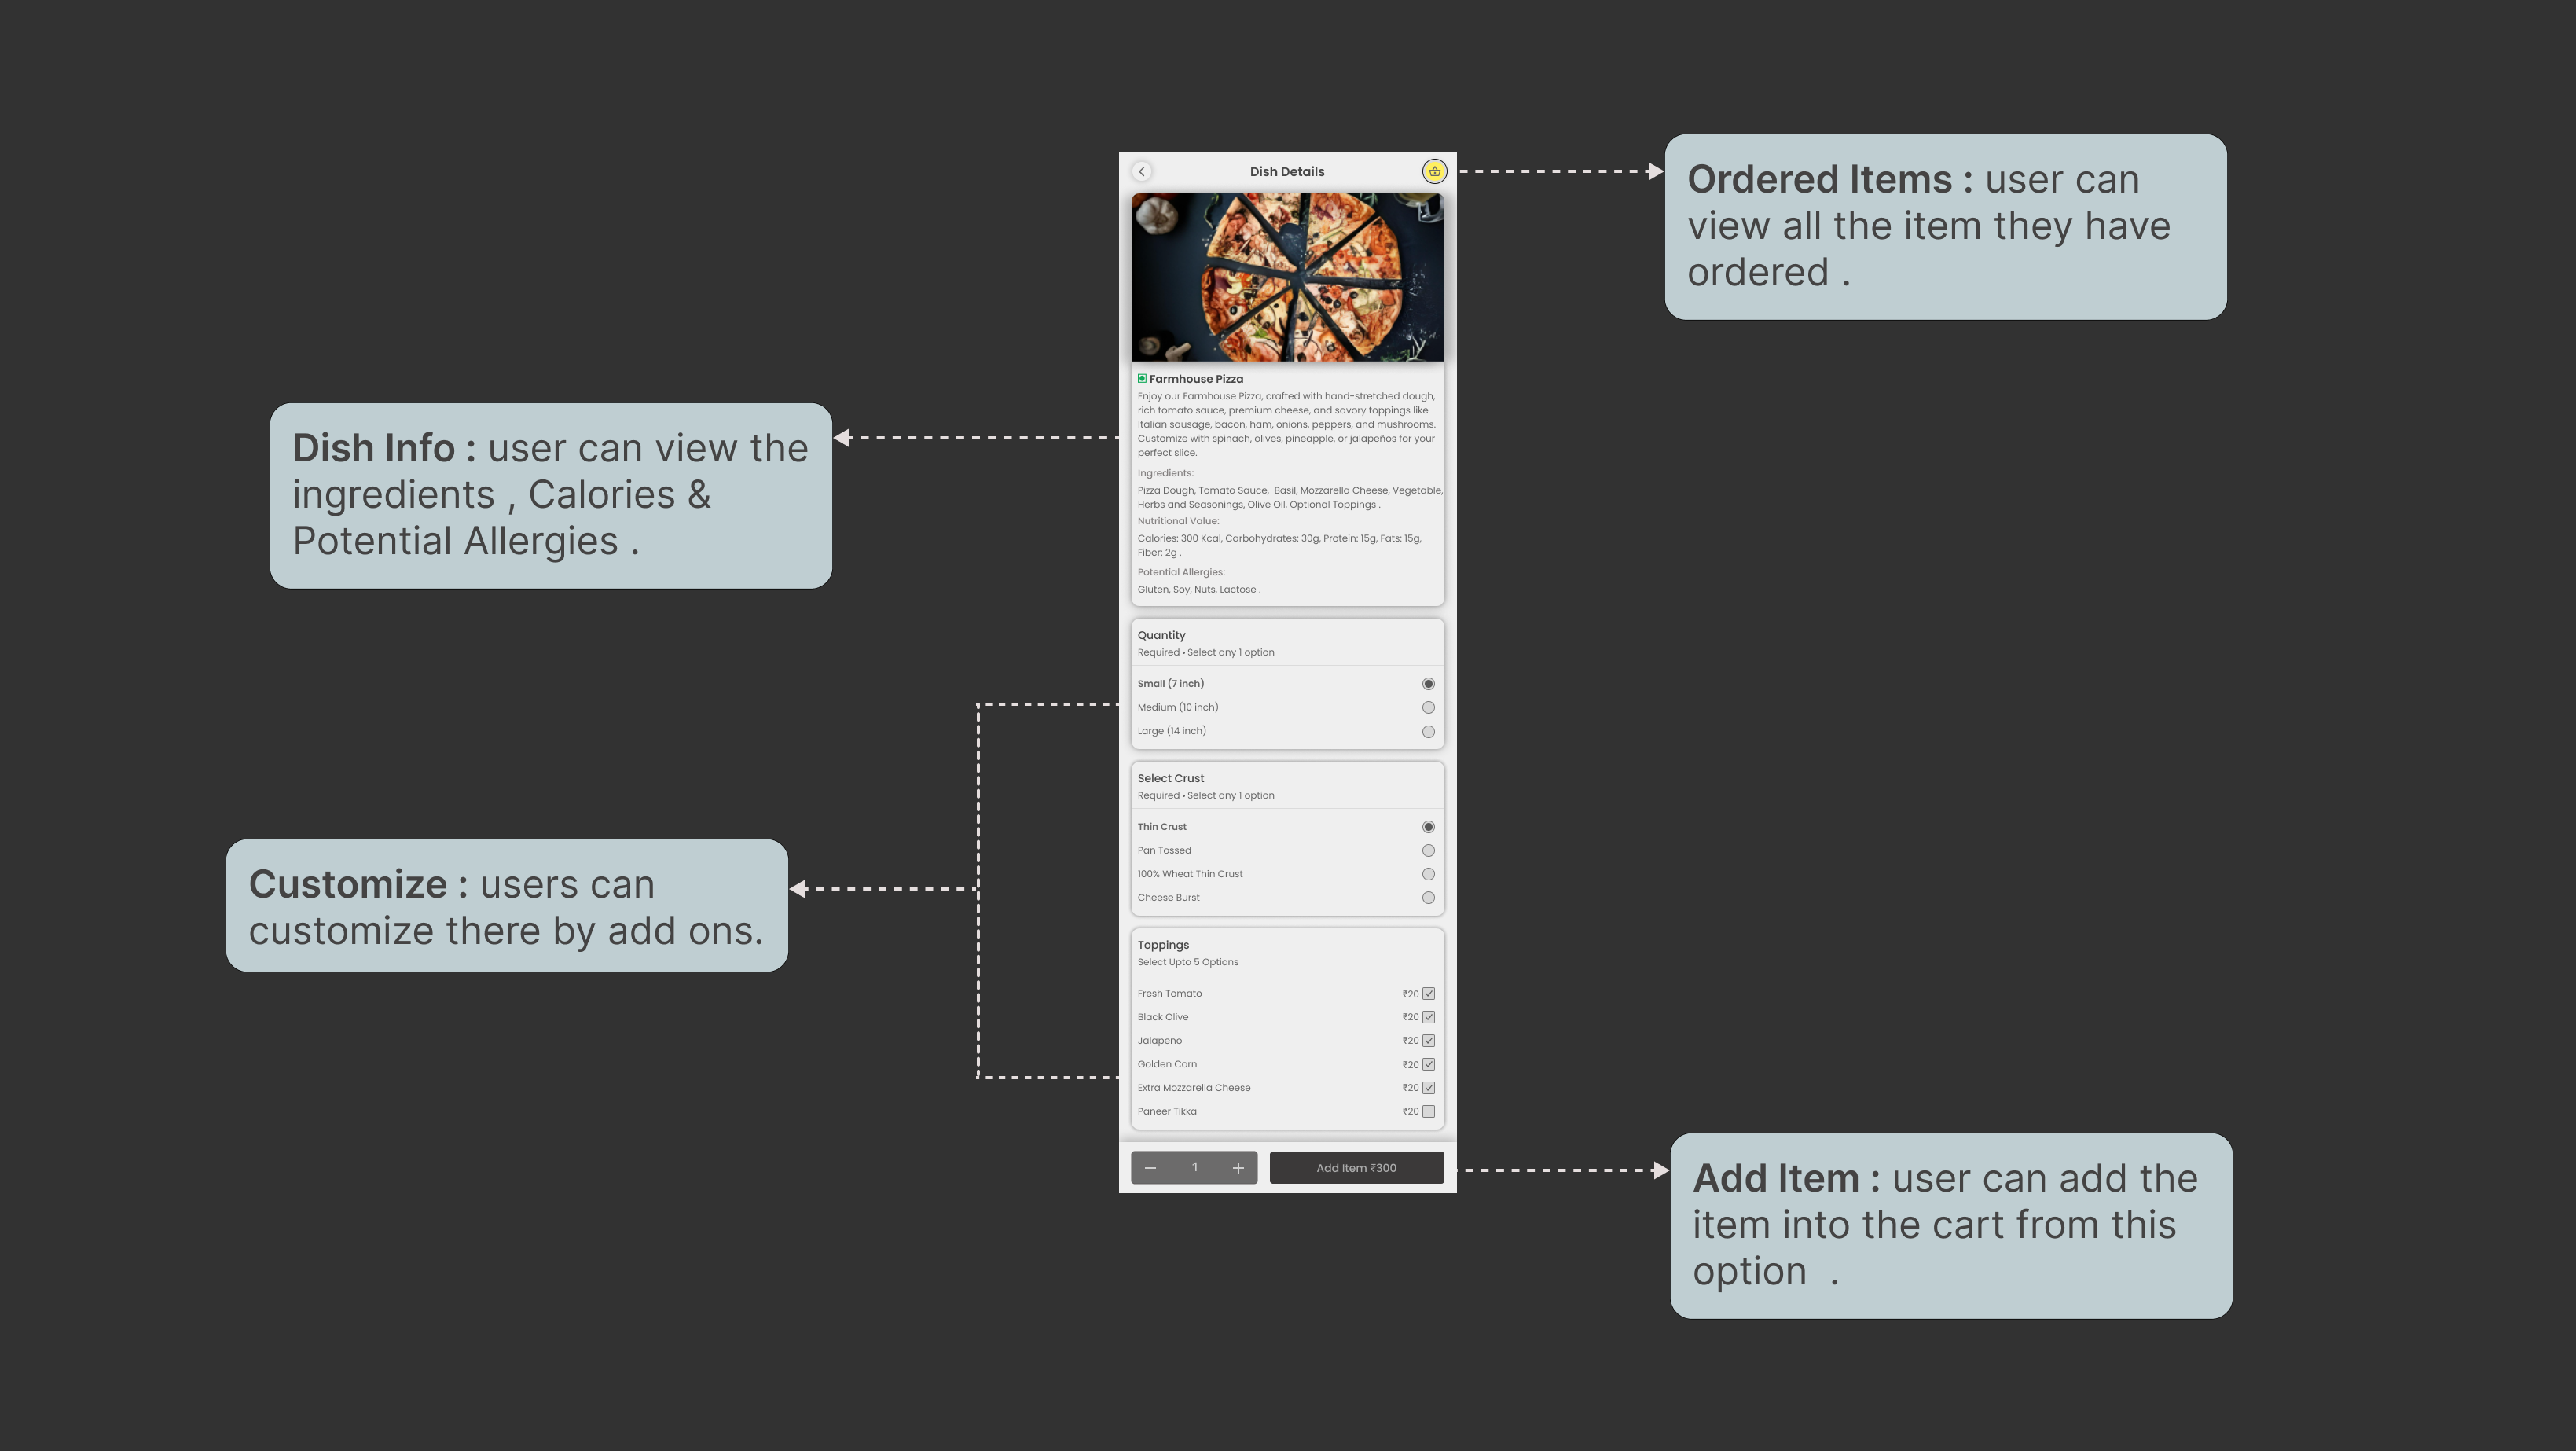 Dish Details
Farmhouse Pizza
Enjoy our Farmhouse Pizza, crafted with hand-stretched dough,
rich tomato sauce, premium cheese, and savory toppings like
Italian sausage, bacon, ham, onions, peppers, and mushrooms.
Customize with spinach, olives, pineapple, or jalapeños for your
perfect slice.
Ingredients:
Pizza Dough, Tomato Sauce,  Basil, Mozzarella Cheese, Vegetable,
Herbs and Seasonings, Olive Oil, Optional Toppings .
Nutritional Value:
Calories: 300 Kcal, Carbohydrates: 30g, Protein: 15g, Fats: 15g,
Fiber: 2g .
Potential Allergies:
Gluten, Soy, Nuts, Lactose .
Quantity
Required • Select any 1 option
Small (7 inch)
Medium (10 inch)
Large (14 inch)
Select Crust
Required • Select any 1 option
Thin Crust
Pan Tossed
100% Wheat Thin Crust
Cheese Burst
Toppings
Select Upto 5 Options
Fresh Tomato ₹20
Black Olive ₹20
Jalapeno ₹20
Golden Corn ₹20
Extra Mozzarella Cheese ₹20
Paneer Tikka ₹20
1
Add Item ₹300
Ordered Items : user can
view all the item they have
ordered .
Dish Info : user can view the
ingredients , Calories &
Potential Allergies .
Customize : users can
customize there by add ons.
Add Item : user can add the
item into the cart from this
option  .